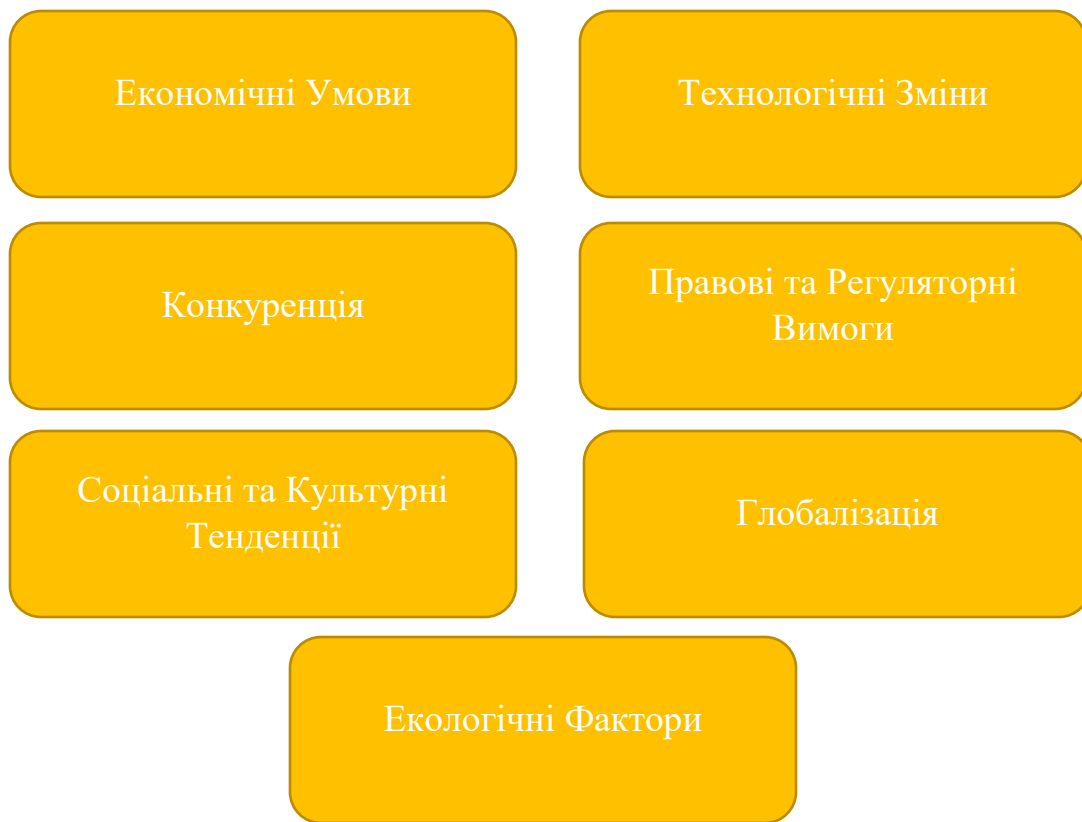 Економічні Умови
Технологічні Зміни
Конкуренція
Правові та Регуляторні
Вимоги
Соціальні та Культурні
Тенденції
Глобалізація
Екологічні Фактори